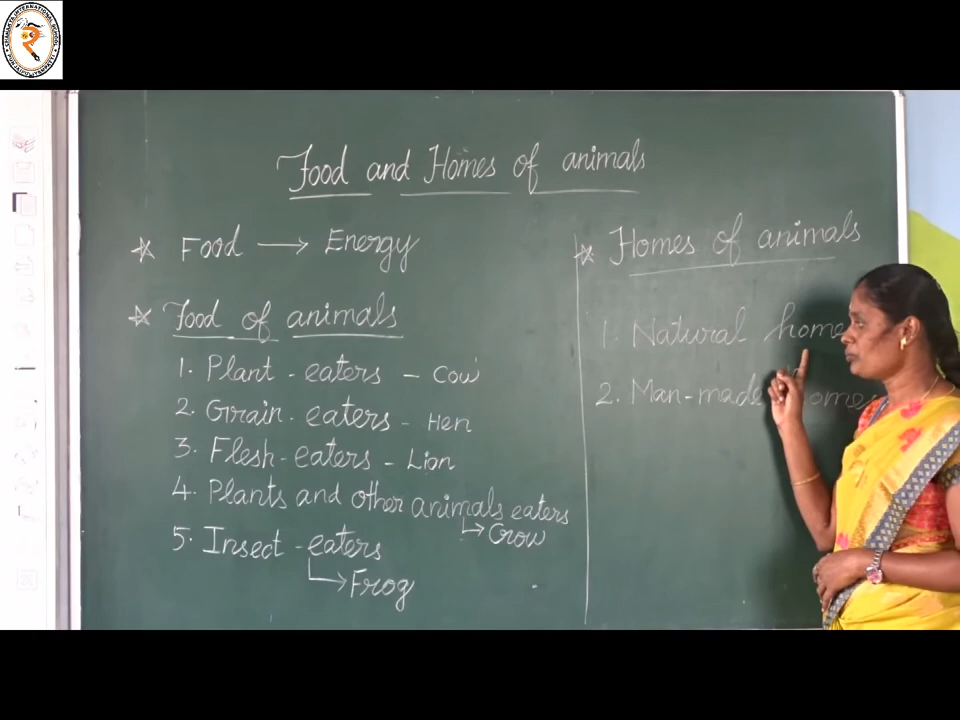 Food and Homes of animals
Food → Energy
Food of animals
1. Plant - eaters - Cow
2. Grain - eaters - Hen
3. Flesh - eaters - Lion
4. Plants and other animals eaters
→ Crow
5. Insect - eaters
→ Frog
Homes of animals
1. Natural home
2. Man-made homes